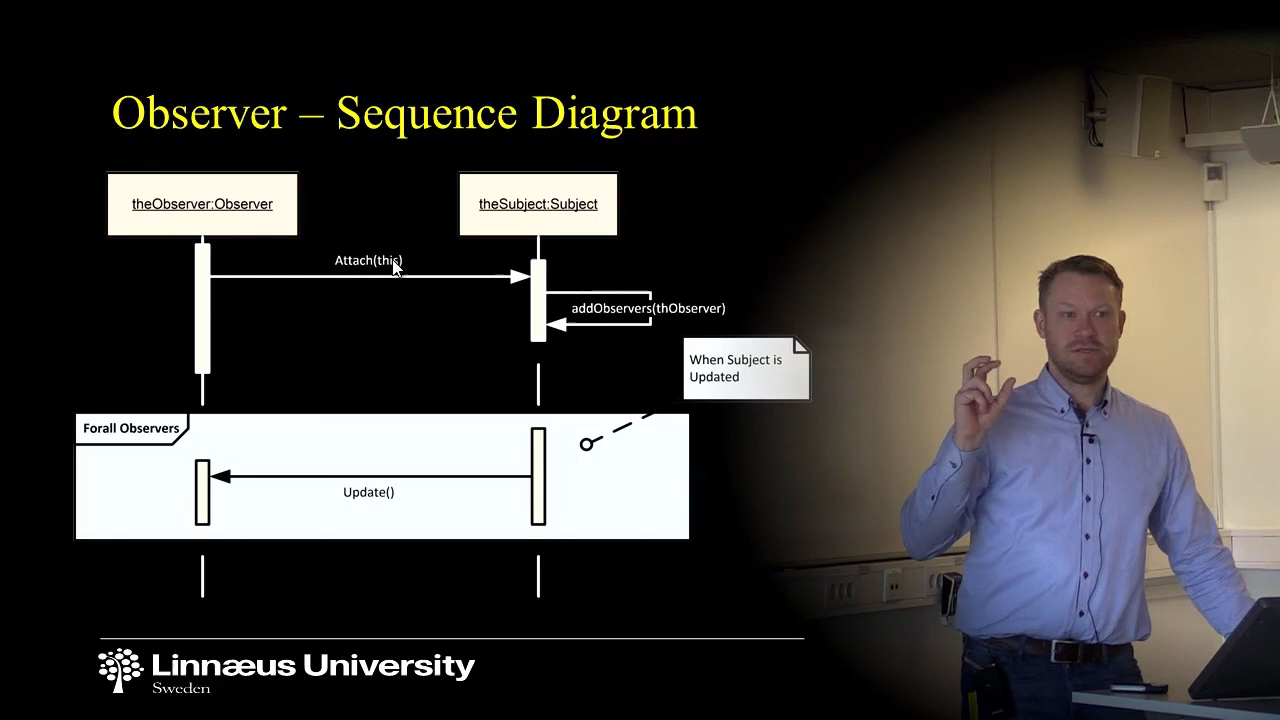 Observer – Sequence Diagram
theObserver:Observer
theSubject:Subject
Attach(this)
addObservers(thObserver)
When Subject is
Updated
Forall Observers
Update()
Linnæus University
Sweden